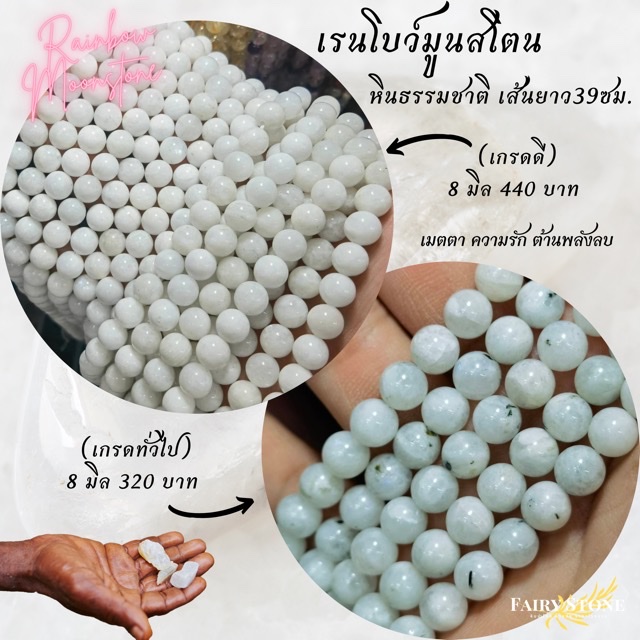 Rainbow
Moonstone
เรนโบว์มูนสโตน
หินธรรมชาติ เส้นยาว39ซม.
(เกรดดี)
8 มิล 440 บาท
เมตตา ความรัก ต้านพลังลบ
(เกรดทั่วไป)
8 มิล 320 บาท
FAIRY STONE